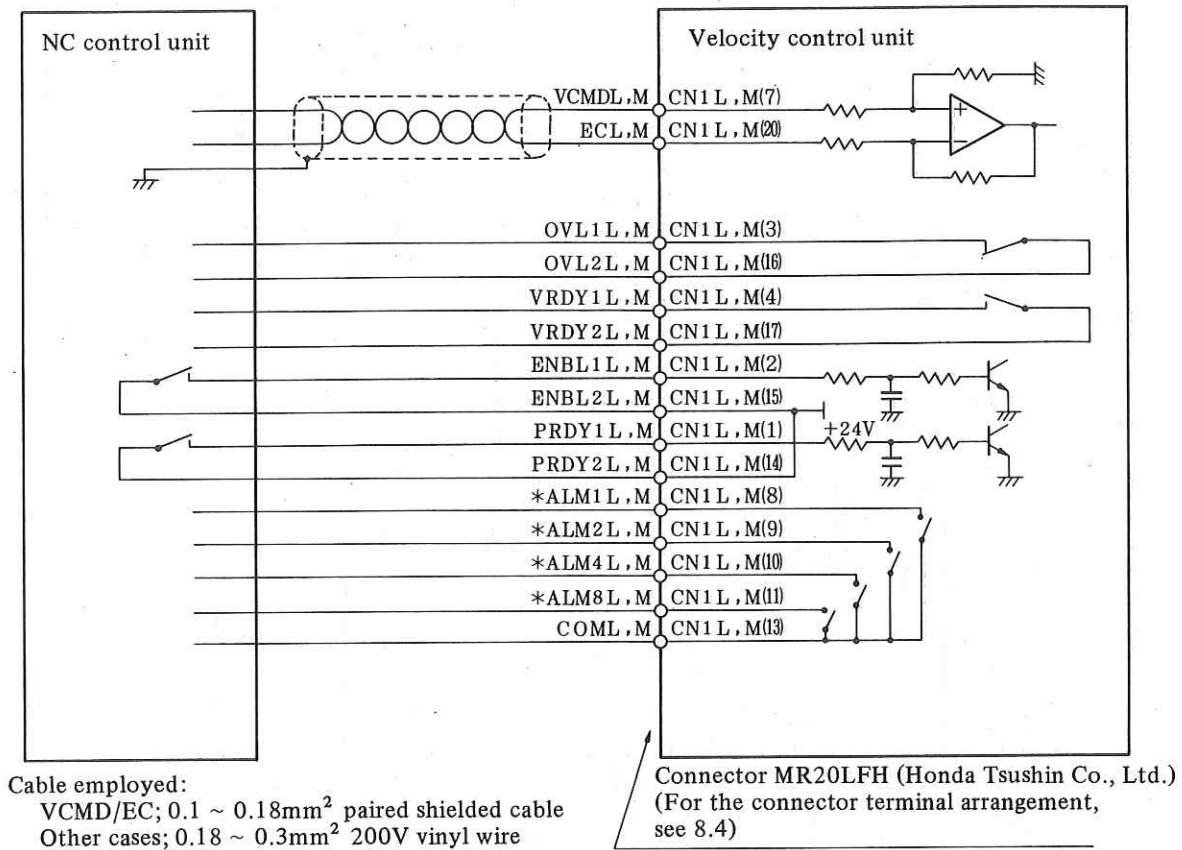 NC control unit
Velocity control unit
VCMDL,M CN1L,M(7)
ECL,M CN1L,M(20)
+
−
OVL1L,M CN1L,M(3)
OVL2L,M CN1L,M(16)
VRDY1L,M CN1L,M(4)
VRDY2L,M CN1L,M(17)
ENBL1L,M CN1L,M(2)
ENBL2L,M CN1L,M(15)
PRDY1L,M CN1L,M(1)
+24V
PRDY2L,M CN1L,M(14)
*ALM1L,M CN1L,M(8)
*ALM2L,M CN1L,M(9)
*ALM4L,M CN1L,M(10)
*ALM8L,M CN1L,M(11)
COML,M CN1L,M(13)
Cable employed:
VCMD/EC; 0.1 ~ 0.18mm² paired shielded cable
Other cases; 0.18 ~ 0.3mm² 200V vinyl wire
Connector MR20LFH (Honda Tsushin Co., Ltd.)
(For the connector terminal arrangement,
see 8.4)